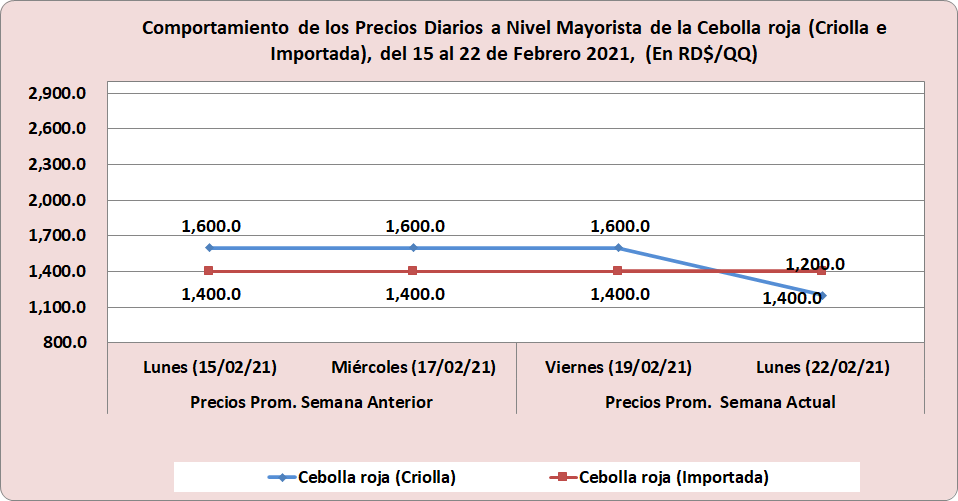 Comportamiento de los Precios Diarios a Nivel Mayorista de la Cebolla roja (Criolla e
Importada), del 15 al 22 de Febrero 2021, (En RD$/QQ)
2,900.0
2,600.0
2,300.0
2,000.0
1,700.0
1,400.0
1,100.0
800.0
1,600.0 1,600.0 1,600.0 1,200.0
1,400.0 1,400.0 1,400.0 1,400.0
Lunes (15/02/21) Miércoles (17/02/21) Viernes (19/02/21) Lunes (22/02/21)
Precios Prom. Semana Anterior Precios Prom. Semana Actual
Cebolla roja (Criolla) Cebolla roja (Importada)